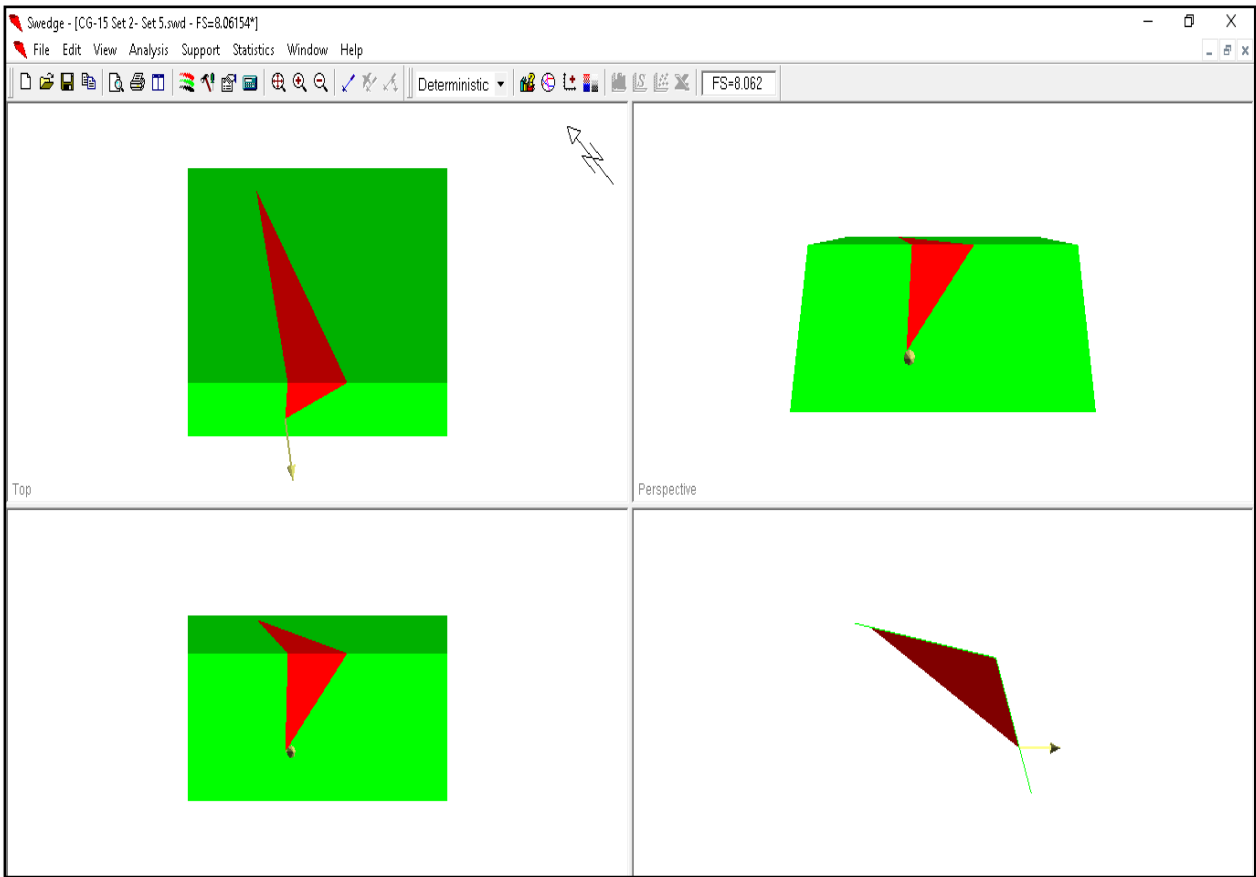 Swedge - [CG-15 Set 2- Set 5.swd - FS=8.06154*]
File Edit View Analysis Support Statistics Window Help
Deterministic FS=8.062
Top
Perspective